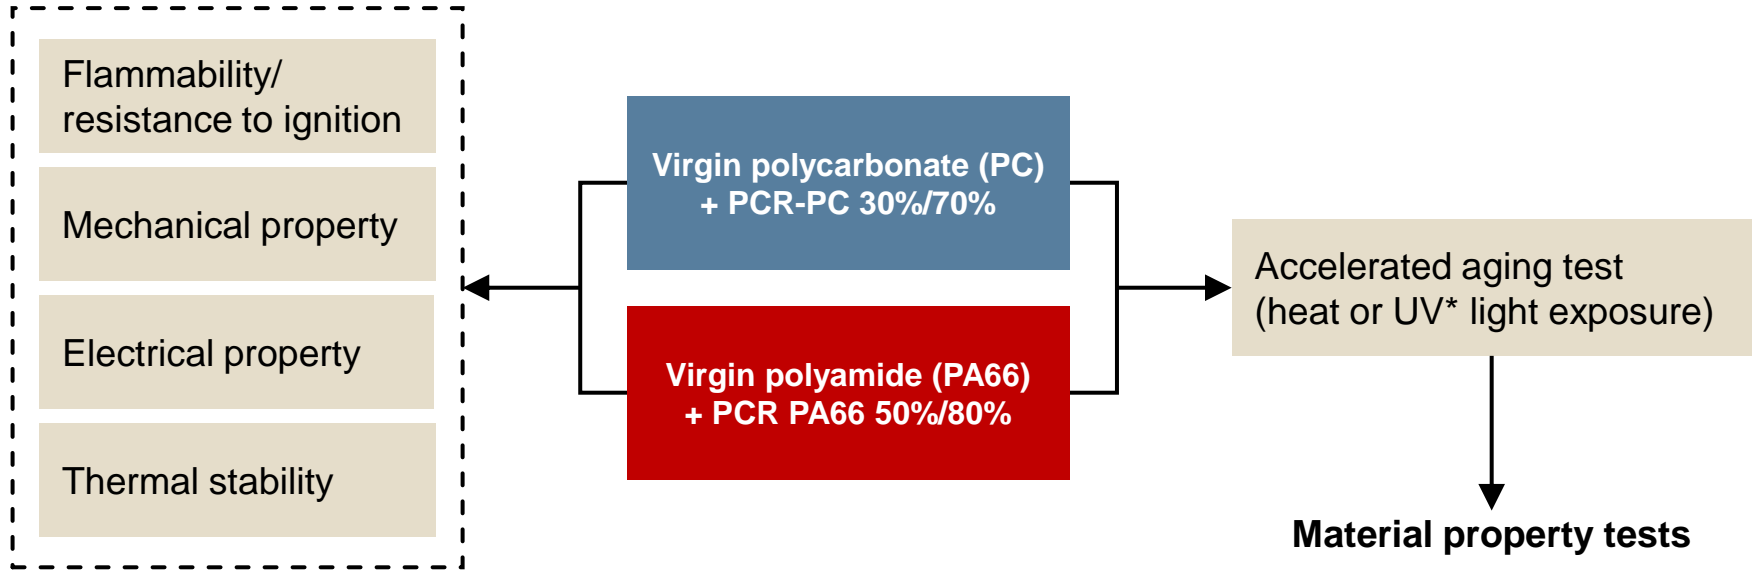 Flammability/
resistance to ignition
Mechanical property
Electrical property
Thermal stability
Virgin polycarbonate (PC)
+ PCR-PC 30%/70%
Virgin polyamide (PA66)
+ PCR PA66 50%/80%
Accelerated aging test
(heat or UV* light exposure)
Material property tests